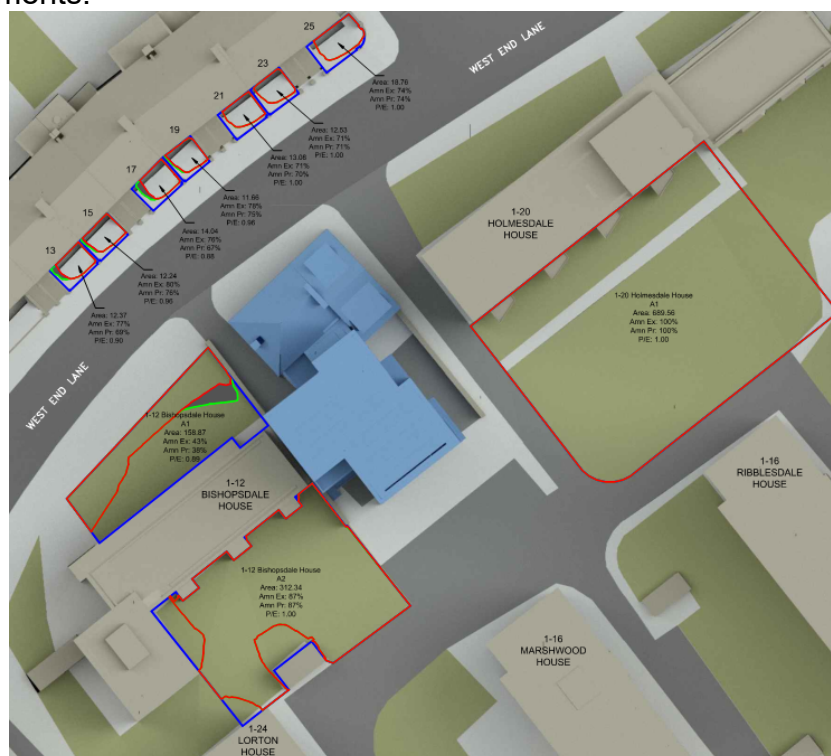 ments.
25
WEST END LANE
23
Area: 18.76
Amn Ex: 74%
Amn Pr: 74%
P/E: 1.00
21
Area: 12.53
Amn Ex: 71%
Amn Pr: 71%
P/E: 1.00
19
Area: 13.06
Amn Ex: 71%
Amn Pr: 70%
P/E: 1.00
17
Area: 11.66
Amn Ex: 78%
Amn Pr: 75%
P/E: 0.96
15
Area: 14.04
Amn Ex: 76%
Amn Pr: 67%
P/E: 0.88
13
Area: 12.24
Amn Ex: 80%
Amn Pr: 76%
P/E: 0.96
Area: 12.37
Amn Ex: 77%
Amn Pr: 69%
P/E: 0.90
1-20
HOLMESDALE
HOUSE
1-20 Holmesdale House
A1
Area: 689.56
Amn Ex: 100%
Amn Pr: 100%
P/E: 1.00
WEST END LANE
1-12 Bishopsdale House
A1
Area: 158.87
Amn Ex: 43%
Amn Pr: 38%
P/E: 0.89
1-12
BISHOPSDALE
HOUSE
1-16
RIBBLESDALE
HOUSE
1-12 Bishopsdale House
A2
Area: 312.34
Amn Ex: 87%
Amn Pr: 87%
P/E: 1.00
1-16
MARSHWOOD
HOUSE
1-24
LORTON
HOUSE